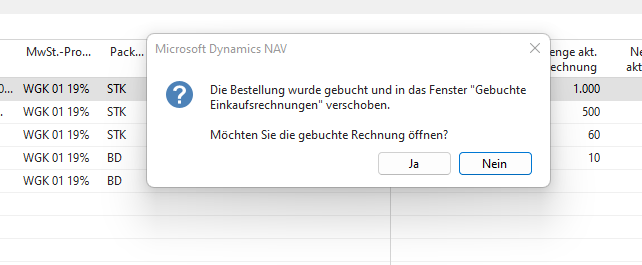 MwSt.-Pro... Pack... enge akt. Ne
echnung akt
0... WGK 01 19% STK 1.000
.. WGK 01 19% STK 500
WGK 01 19% STK 60
WGK 01 19% BD 10
WGK 01 19% BD
Microsoft Dynamics NAV
Die Bestellung wurde gebucht und in das Fenster "Gebuchte
Einkaufsrechnungen" verschoben.
Möchten Sie die gebuchte Rechnung öffnen?
Ja Nein